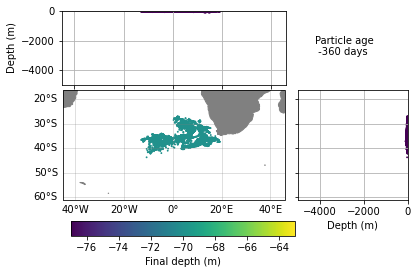 0
−2000
−4000
Depth (m)
Particle age
-360 days
20°S
30°S
40°S
50°S
60°S
40°W
20°W
0°
20°E
40°E
−4000
−2000
0
Depth (m)
−76
−74
−72
−70
−68
−66
−64
Final depth (m)